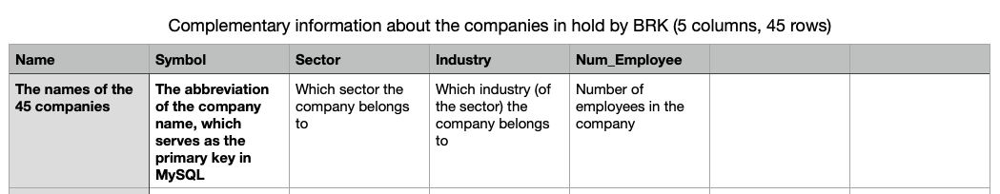 Complementary information about the companies in hold by BRK (5 columns, 45 rows)
Name Symbol Sector Industry Num_Employee
The names of the
45 companies
The abbreviation
of the company
name, which
serves as the
primary key in
MySQL
Which sector the
company belongs
to
Which industry (of
the sector) the
company belongs
to
Number of
employees in the
company